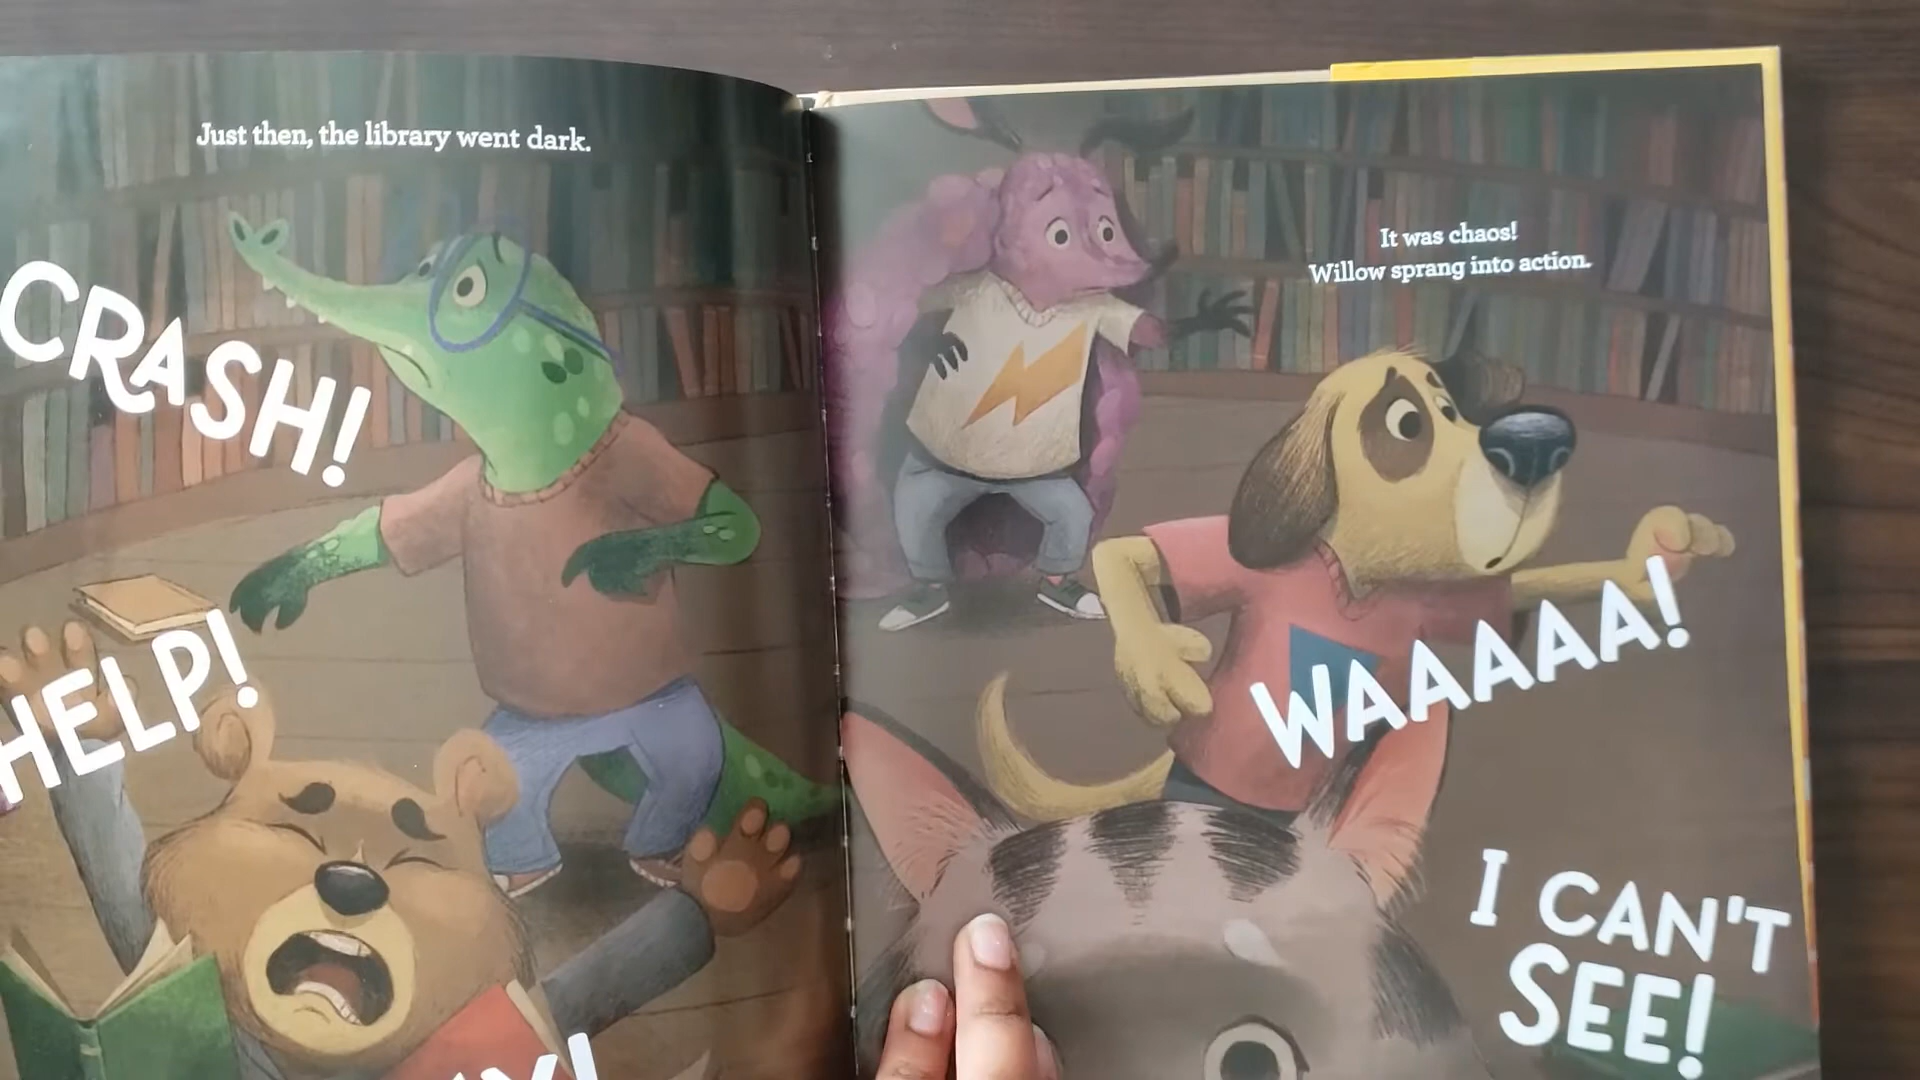 Just then, the library went dark.
CRASH!
HELP!
It was chaos!
Willow sprang into action.
WAAAAA!
I CAN'T
SEE!